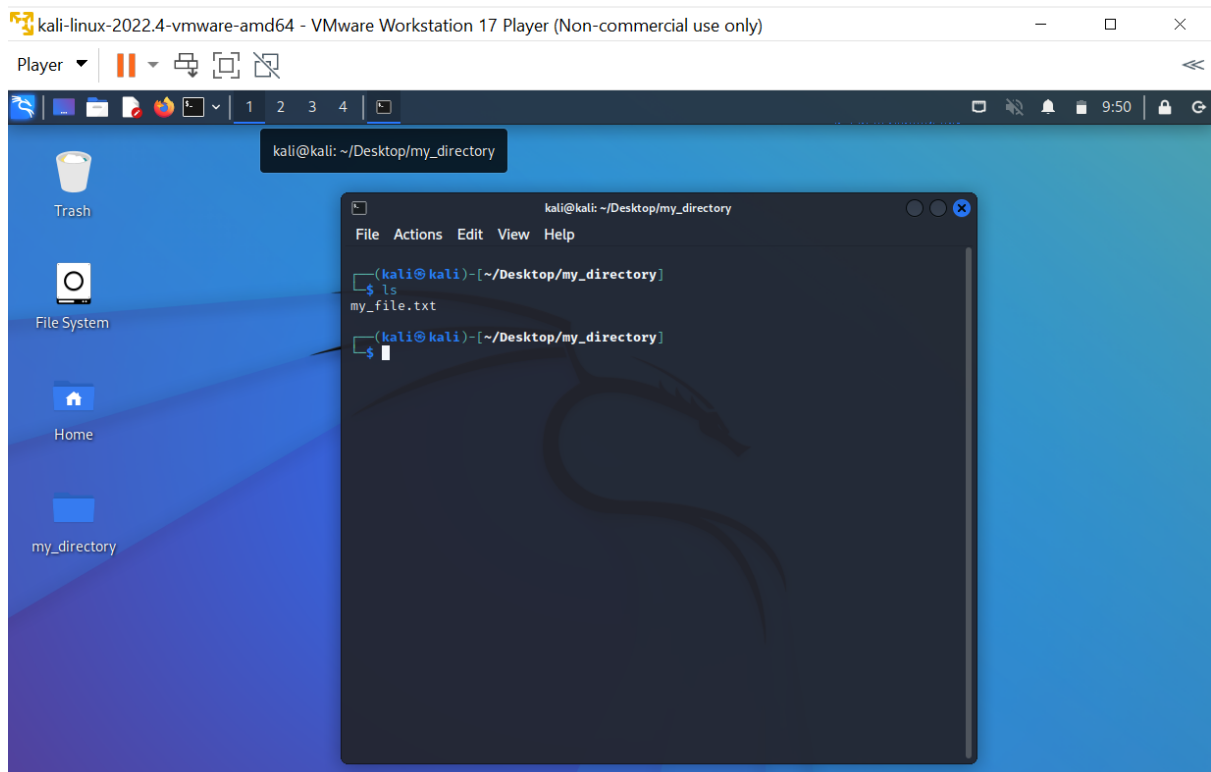 kali-linux-2022.4-vmware-amd64 - VMware Workstation 17 Player (Non-commercial use only)
Player
1 2 3 4
9:50
kali@kali: ~/Desktop/my_directory
Trash
File System
Home
my_directory
kali@kali: ~/Desktop/my_directory
File Actions Edit View Help
┌──(kali㉿kali)-[~/Desktop/my_directory]
└─$ ls
my_file.txt
┌──(kali㉿kali)-[~/Desktop/my_directory]
└─$